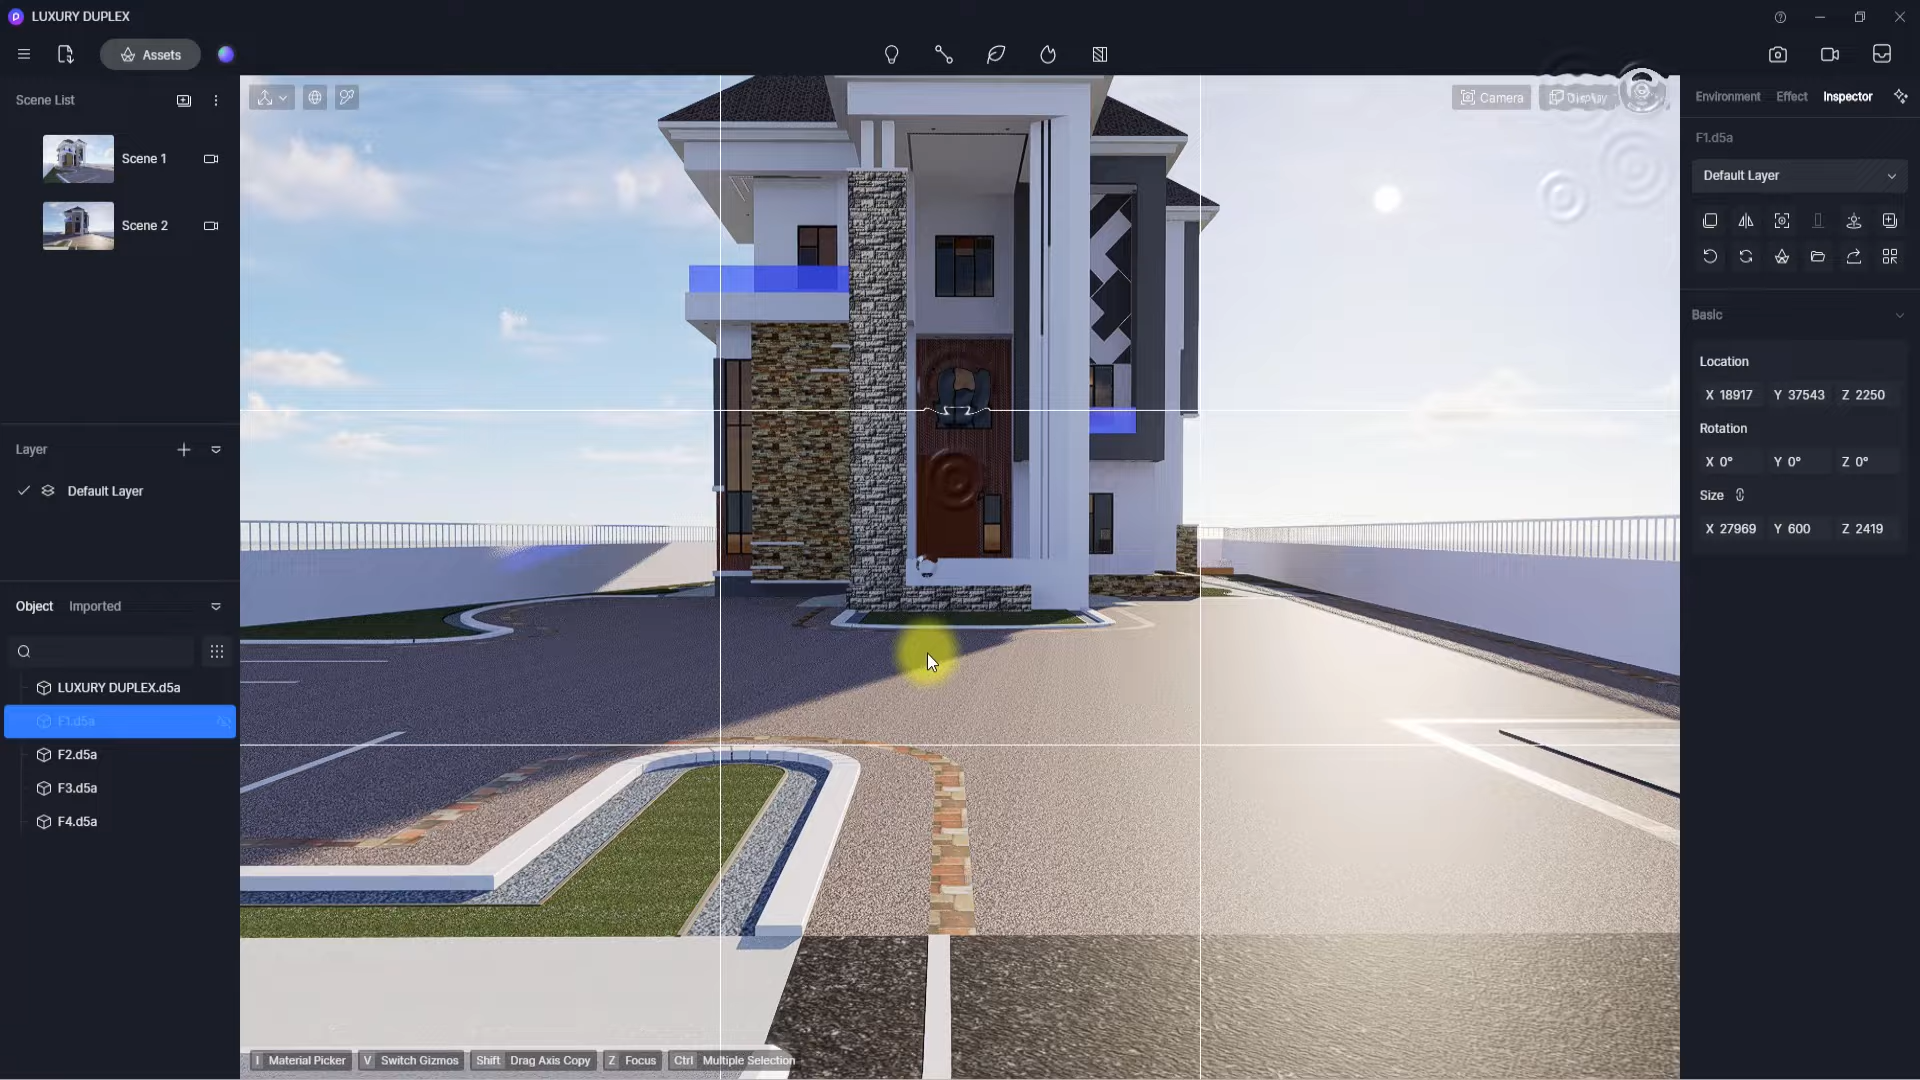 LUXURY DUPLEX
Assets
Scene List
Scene 1
Scene 2
Layer
Default Layer
Object Imported
LUXURY DUPLEX.d5a
F1.d5a
F2.d5a
F3.d5a
F4.d5a
Camera
Display
I Material Picker V Switch Gizmos Shift Drag Axis Copy Z Focus Ctrl Multiple Selection
Environment Effect Inspector
F1.d5a
Default Layer
Basic
Location
X 18917 Y 37543 Z 2250
Rotation
X 0° Y 0° Z 0°
Size
X 27969 Y 600 Z 2419